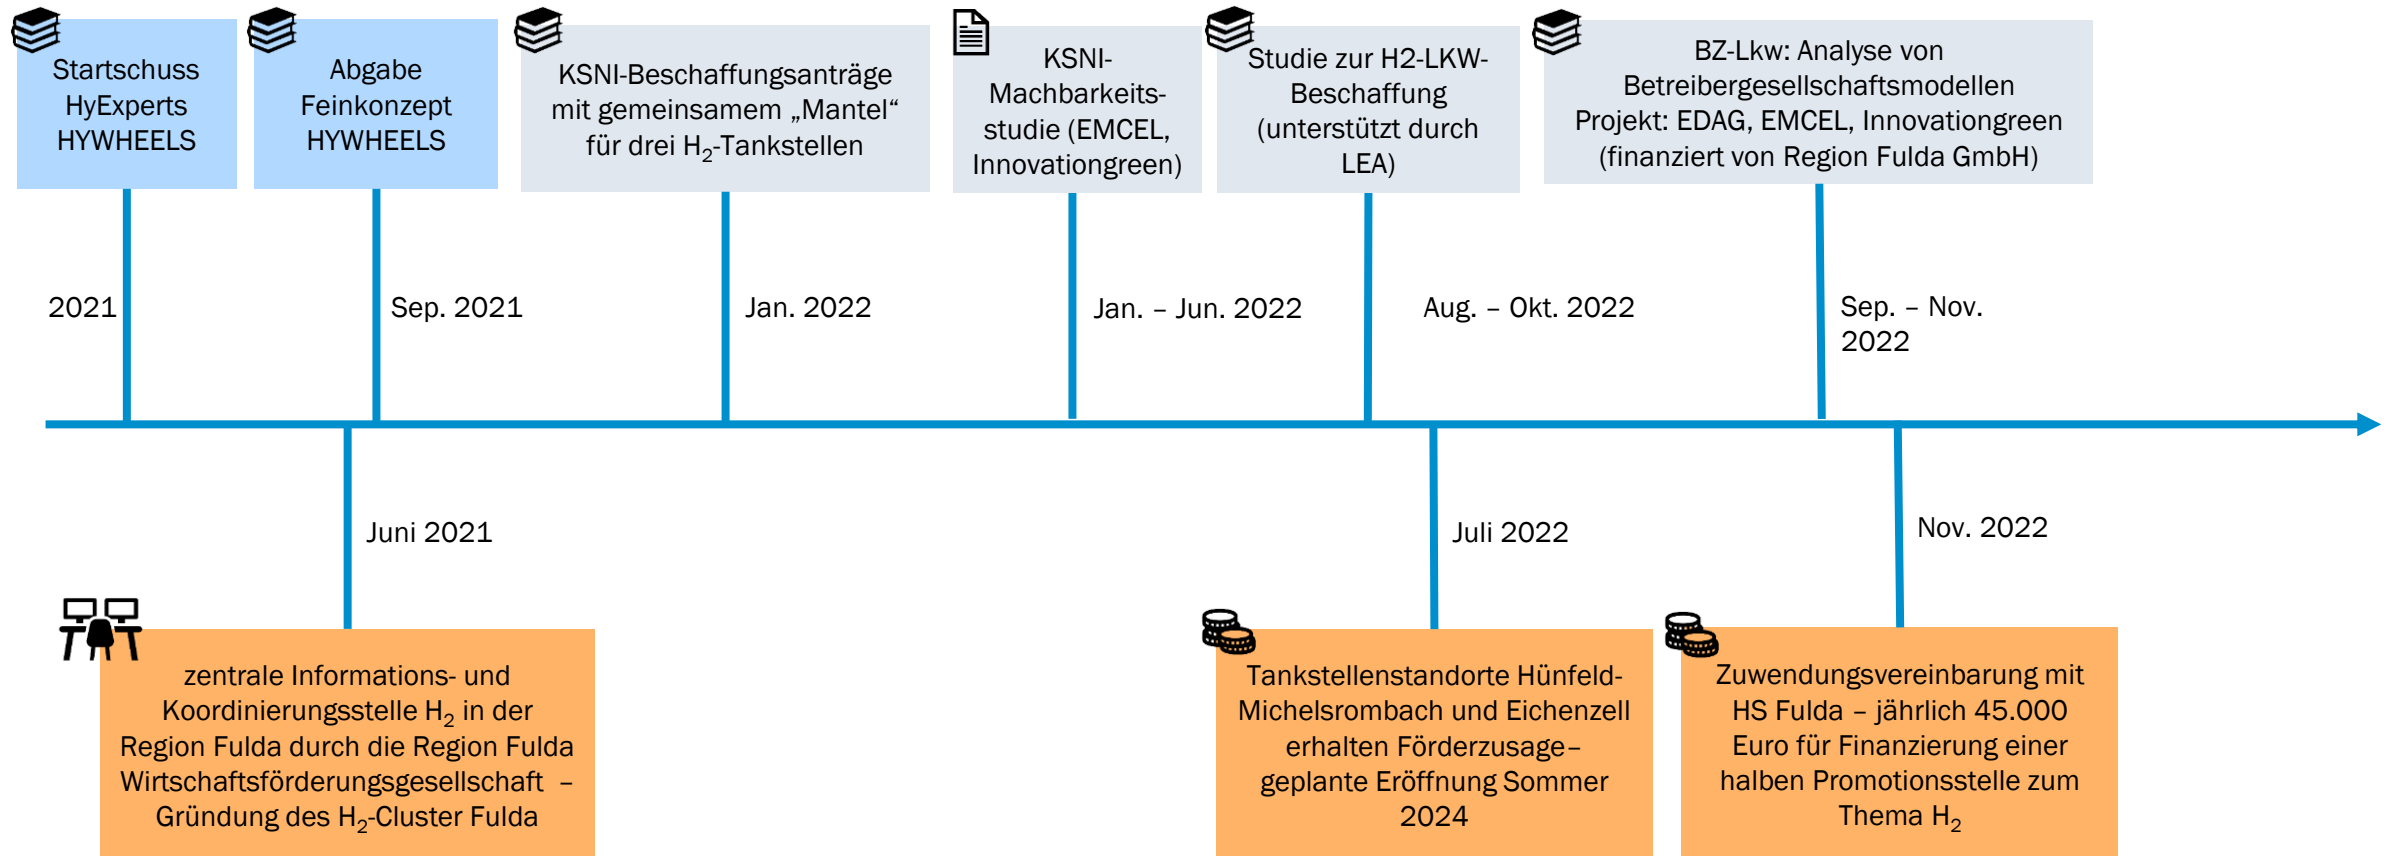 Startschuss
HyExperts
HYWHEELS
Abgabe
Feinkonzept
HYWHEELS
KSNI-Beschaffungsanträge
mit gemeinsamem „Mantel“
für drei H₂-Tankstellen
KSNI-
Machbarkeits-
studie (EMCEL,
Innovationgreen)
Studie zur H2-LKW-
Beschaffung
(unterstützt durch
LEA)
BZ-Lkw: Analyse von
Betreibergesellschaftsmodellen
Projekt: EDAG, EMCEL, Innovationgreen
(finanziert von Region Fulda GmbH)
2021
Sep. 2021
Jan. 2022
Jan. – Jun. 2022
Aug. – Okt. 2022
Sep. – Nov.
2022
Juni 2021
Juli 2022
Nov. 2022
zentrale Informations- und
Koordinierungsstelle H₂ in der
Region Fulda durch die Region Fulda
Wirtschaftsförderungsgesellschaft –
Gründung des H₂-Cluster Fulda
Tankstellenstandorte Hünfeld-
Michelsrombach und Eichenzell
erhalten Förderzusage–
geplante Eröffnung Sommer
2024
Zuwendungsvereinbarung mit
HS Fulda – jährlich 45.000
Euro für Finanzierung einer
halben Promotionsstelle zum
Thema H₂